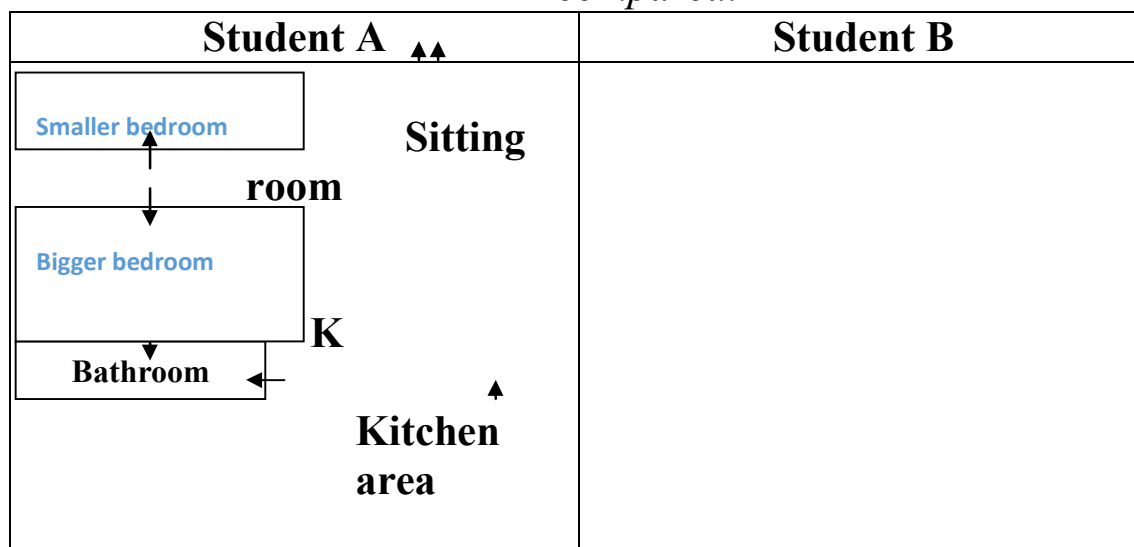 Student A
Student B
Smaller bedroom
Sitting
room
Bigger bedroom
K
Bathroom
Kitchen
area